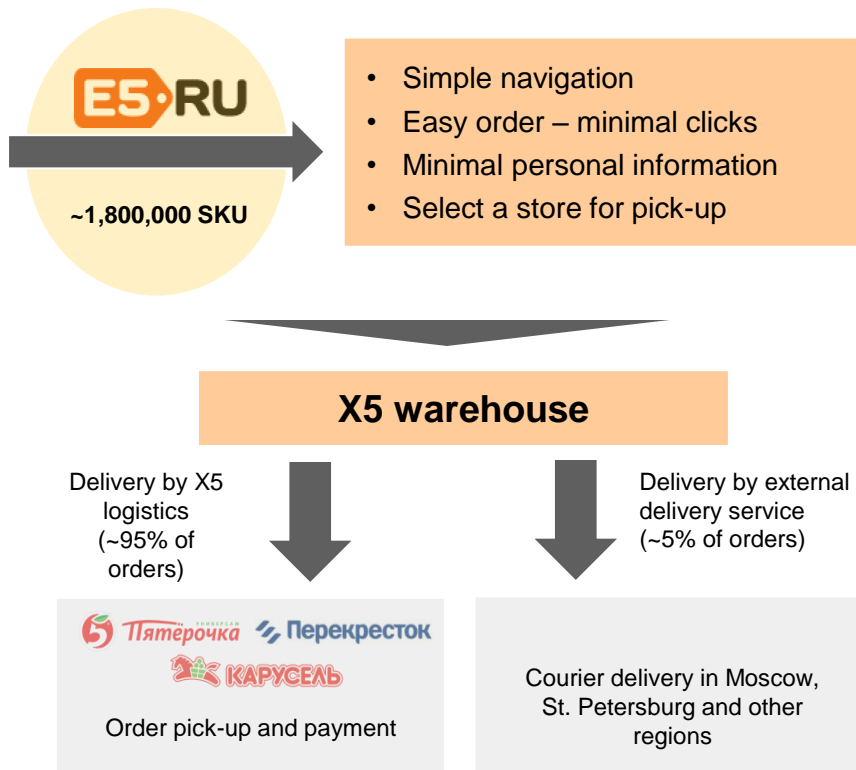 E5.RU
~1,800,000 SKU
• Simple navigation
• Easy order – minimal clicks
• Minimal personal information
• Select a store for pick-up
X5 warehouse
Delivery by X5
logistics
(~95% of
orders)
Delivery by external
delivery service
(~5% of orders)
5 УНИВЕРСАМ
Пятёрочка
Перекресток
КАРУСЕЛЬ
Order pick-up and payment
Courier delivery in Moscow,
St. Petersburg and other
regions